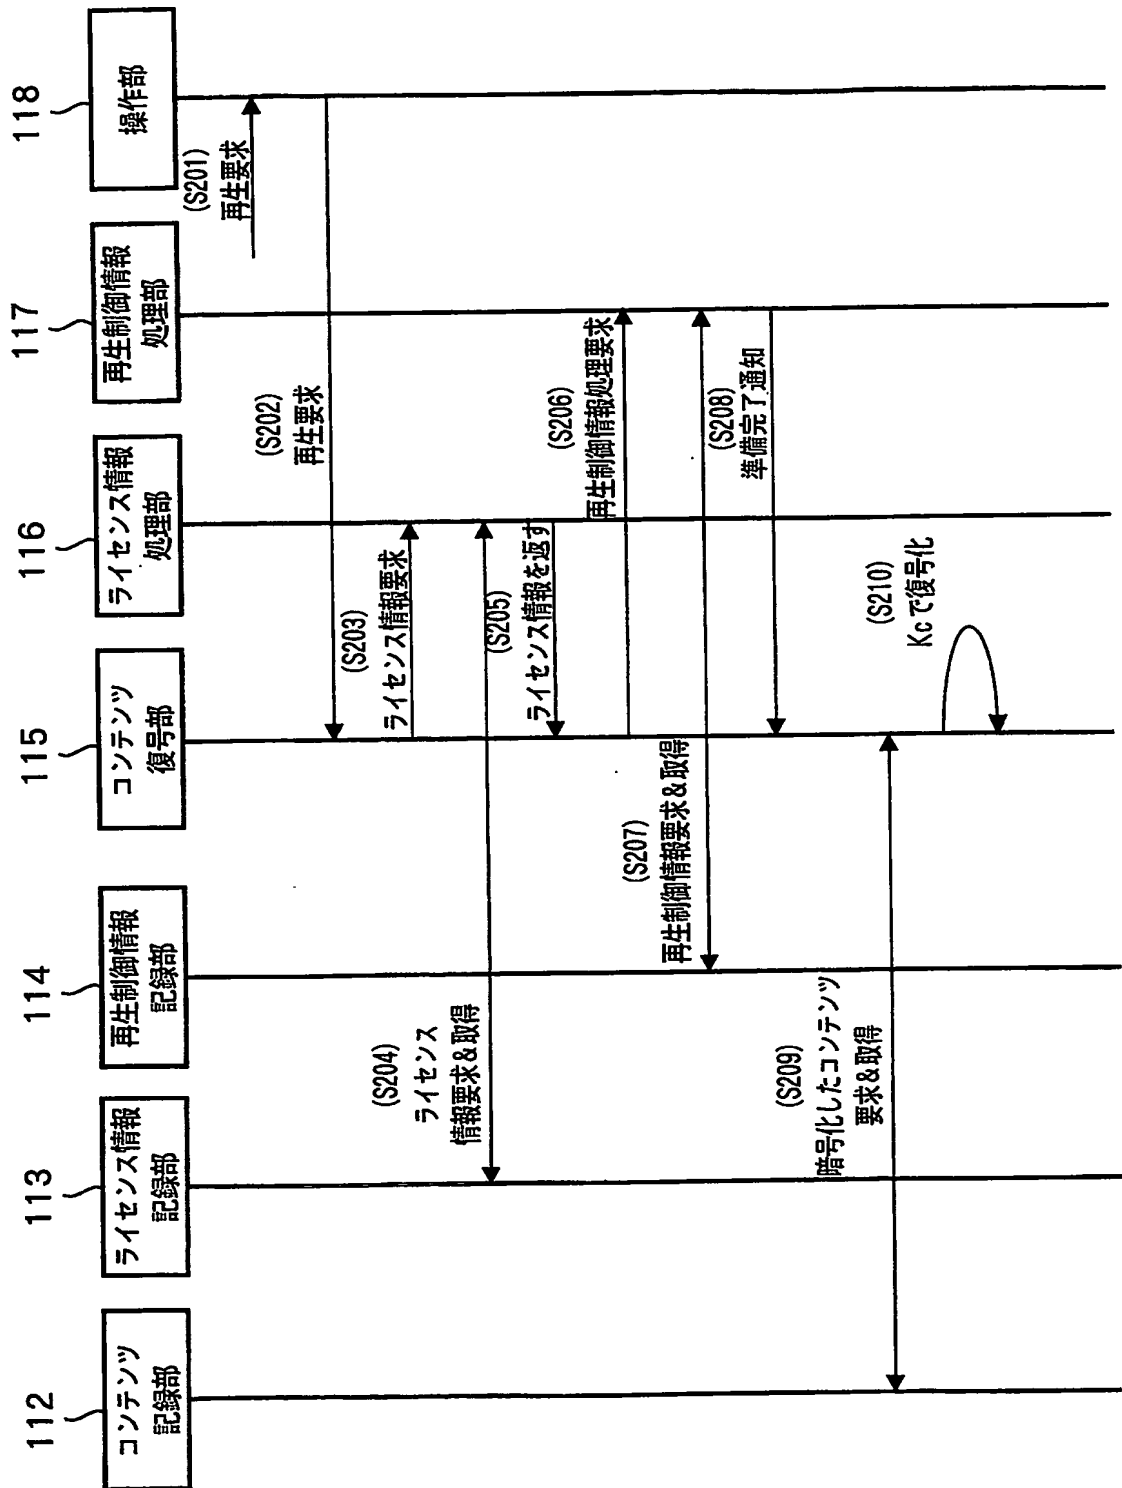 112
コンテンツ
記録部
113
ライセンス情報
記録部
114
再生制御情報
記録部
115
コンテンツ
復号部
116
ライセンス情報
処理部
117
再生制御情報
処理部
118
操作部
(S201)
再生要求
(S202)
再生要求
(S203)
ライセンス情報要求
(S204)
ライセンス
情報要求&取得
(S205)
ライセンス情報を返す
(S206)
再生制御情報処理要求
(S207)
再生制御情報要求&取得
(S208)
準備完了通知
(S209)
暗号化したコンテンツ
要求&取得
(S210)
Kcで復号化